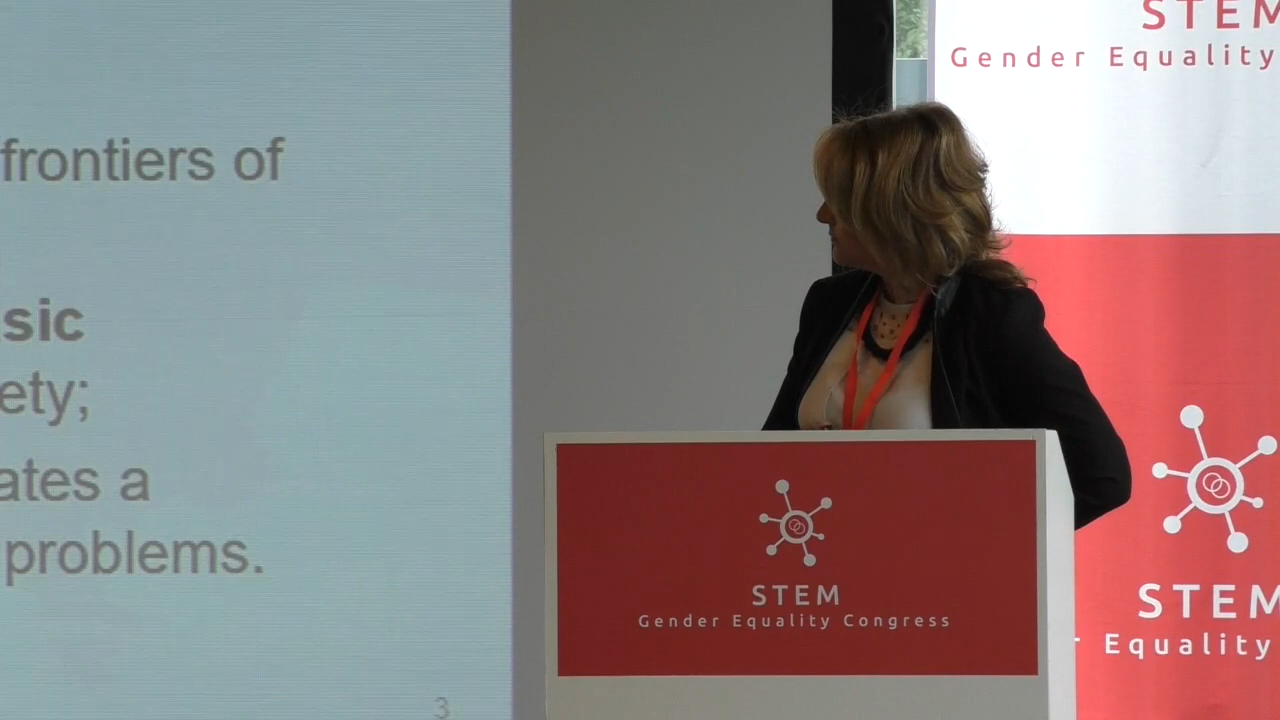 frontiers of
sic
ety;
ates a
problems.
3
STEM
Gender Equality
STEM
Gender Equality Congress
STEM
Equality